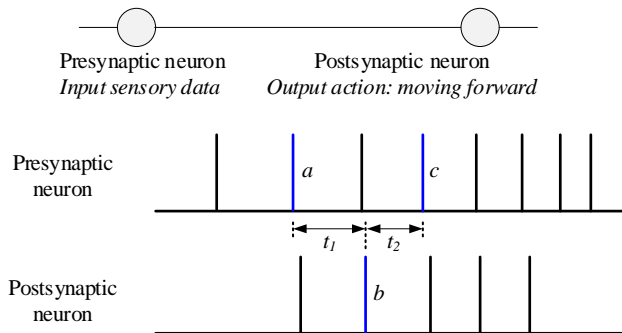 Presynaptic neuron
Input sensory data
Postsynaptic neuron
Output action: moving forward
Presynaptic
neuron
a
c
t1
t2
Postsynaptic
neuron
b